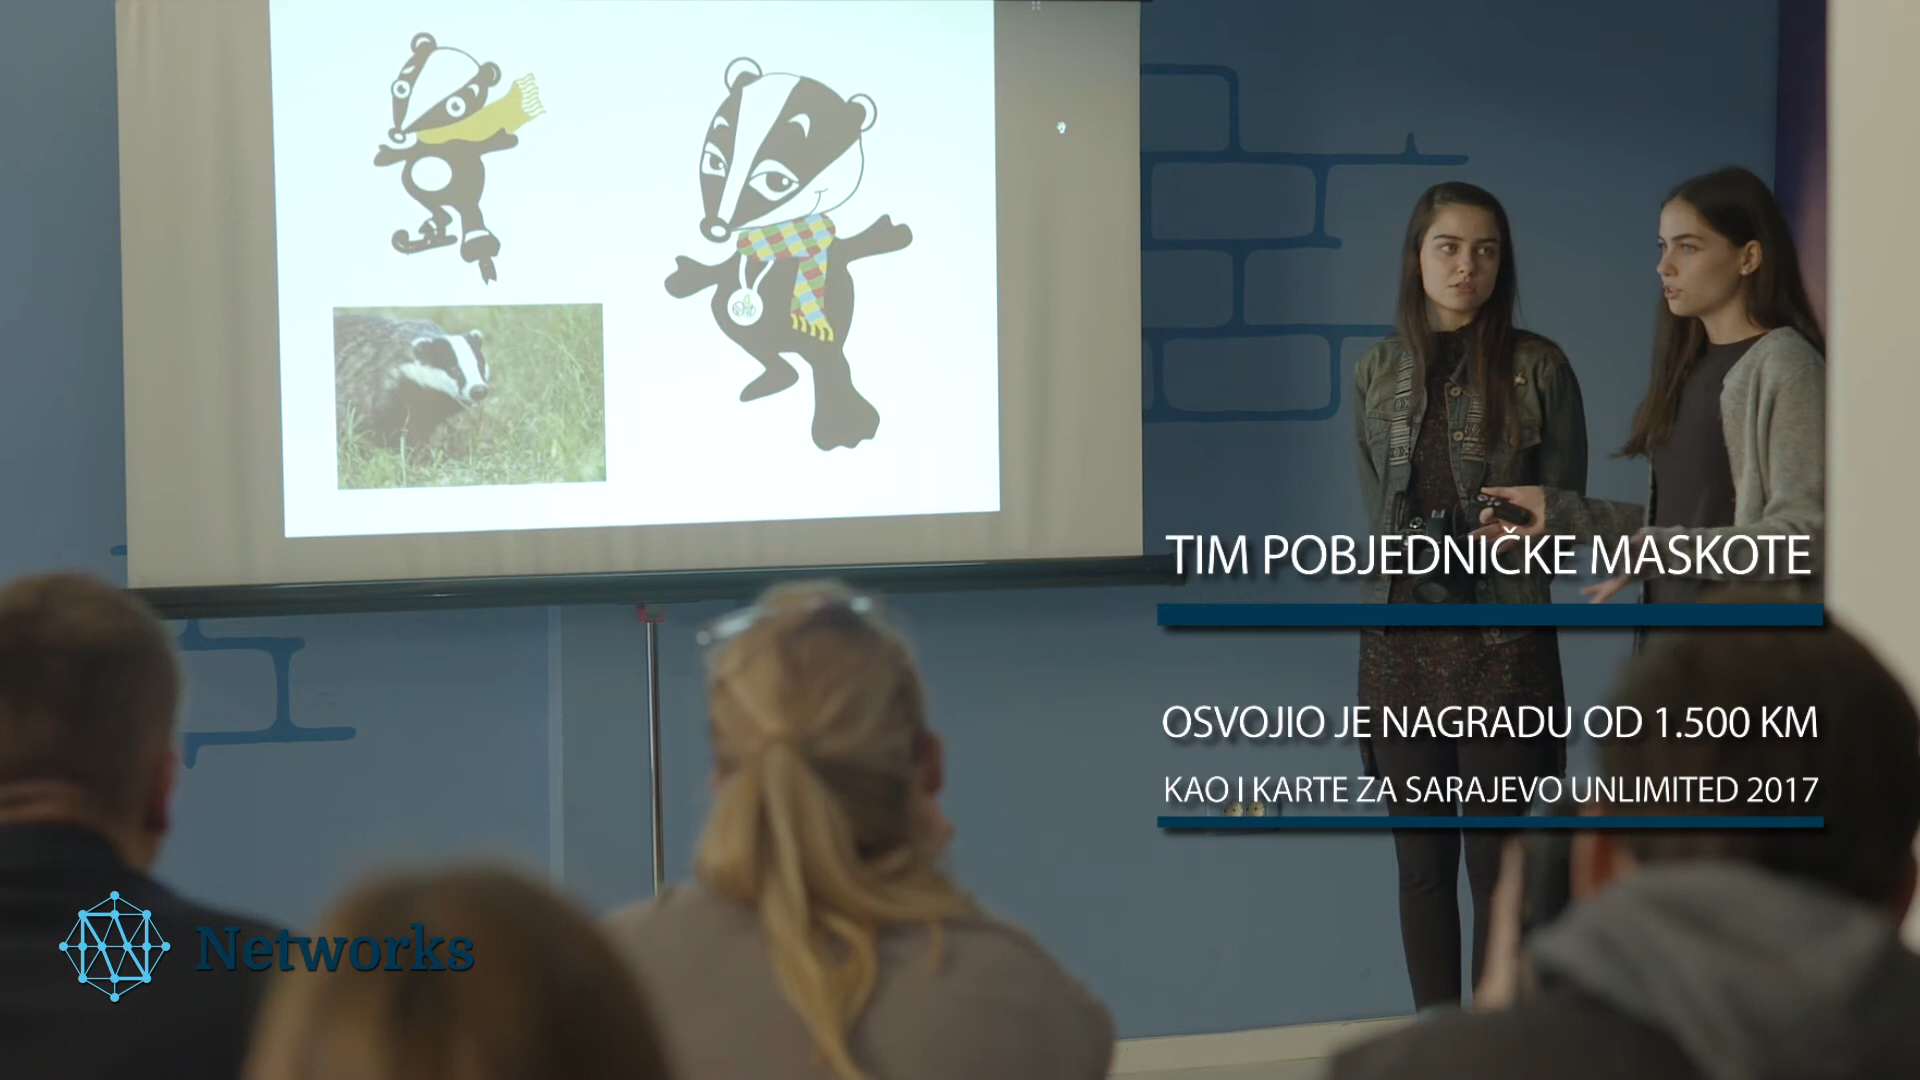 TIM POBJEDNIČKE MASKOTE
OSVOJIO JE NAGRADU OD 1.500 KM
KAO I KARTE ZA SARAJEVO UNLIMITED 2017
Networks